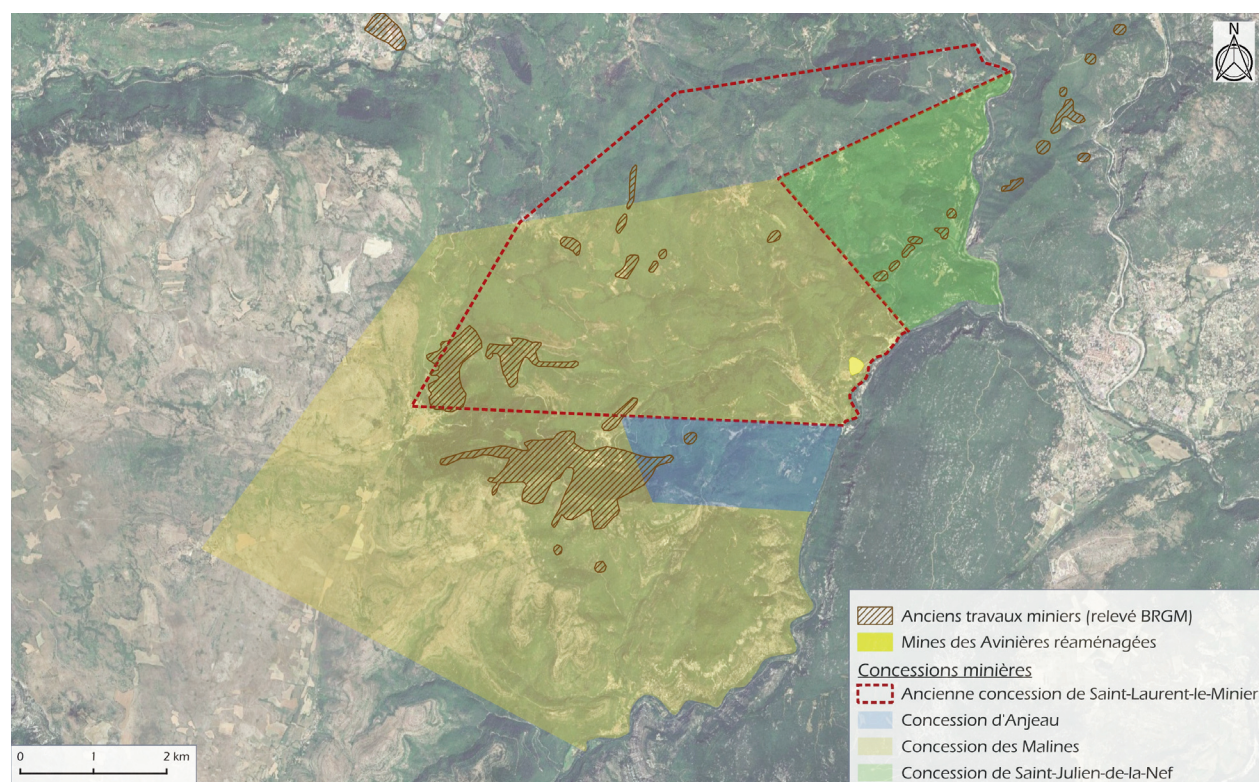 N
Anciens travaux miniers (relevé BRGM)
Mines des Avinières réaménagées
Concessions minières
Ancienne concession de Saint-Laurent-le-Minier
Concession d'Anjeau
Concession des Malines
Concession de Saint-Julien-de-la-Nef
0 1 2 km